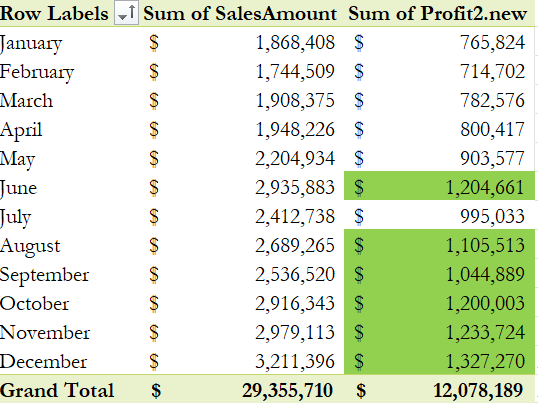 Row Labels Sum of SalesAmount Sum of Profit2.new
January $ 1,868,408 $ 765,824
February $ 1,744,509 $ 714,702
March $ 1,908,375 $ 782,576
April $ 1,948,226 $ 800,417
May $ 2,204,934 $ 903,577
June $ 2,935,883 $ 1,204,661
July $ 2,412,738 $ 995,033
August $ 2,689,265 $ 1,105,513
September $ 2,536,520 $ 1,044,889
October $ 2,916,343 $ 1,200,003
November $ 2,979,113 $ 1,233,724
December $ 3,211,396 $ 1,327,270
Grand Total $ 29,355,710 $ 12,078,189